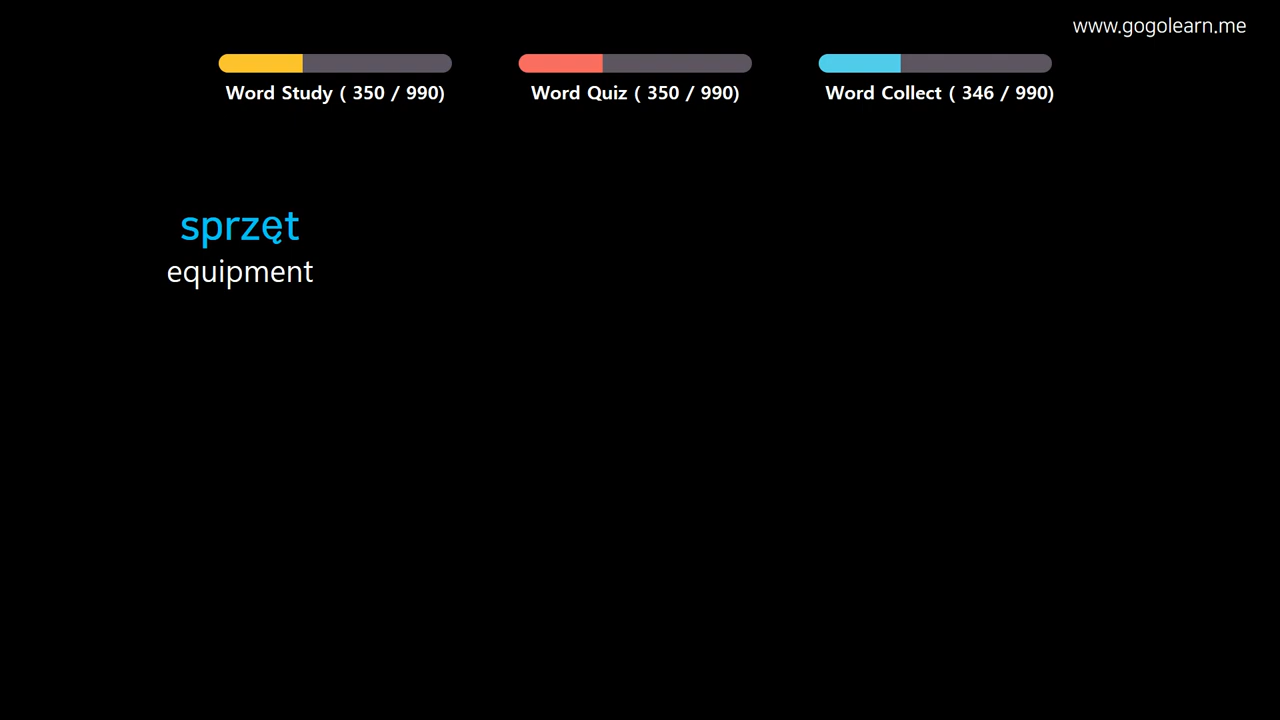 www.gogolearn.me
Word Study ( 350 / 990)
Word Quiz ( 350 / 990)
Word Collect ( 346 / 990)
sprzęt
equipment